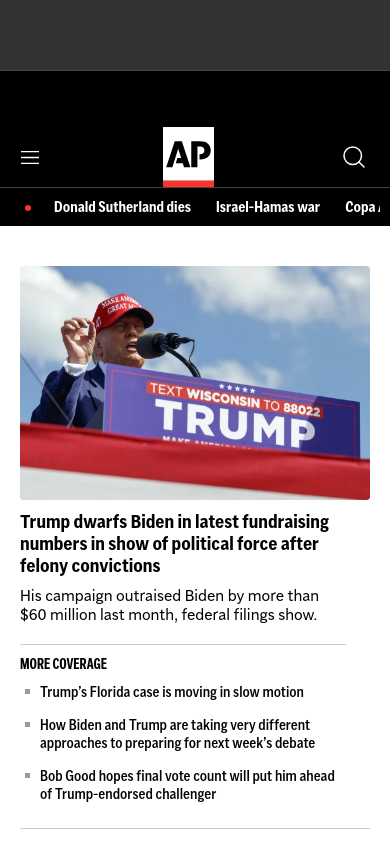 AP
Donald Sutherland dies Israel-Hamas war Copa
MAKE AMERICA
GREAT
TEXT WISCONSIN TO 88022
TRUMP
MAKE AMERICA
Trump dwarfs Biden in latest fundraising
numbers in show of political force after
felony convictions
His campaign outraised Biden by more than
$60 million last month, federal filings show.
MORE COVERAGE
Trump’s Florida case is moving in slow motion
How Biden and Trump are taking very different
approaches to preparing for next week’s debate
Bob Good hopes final vote count will put him ahead
of Trump-endorsed challenger